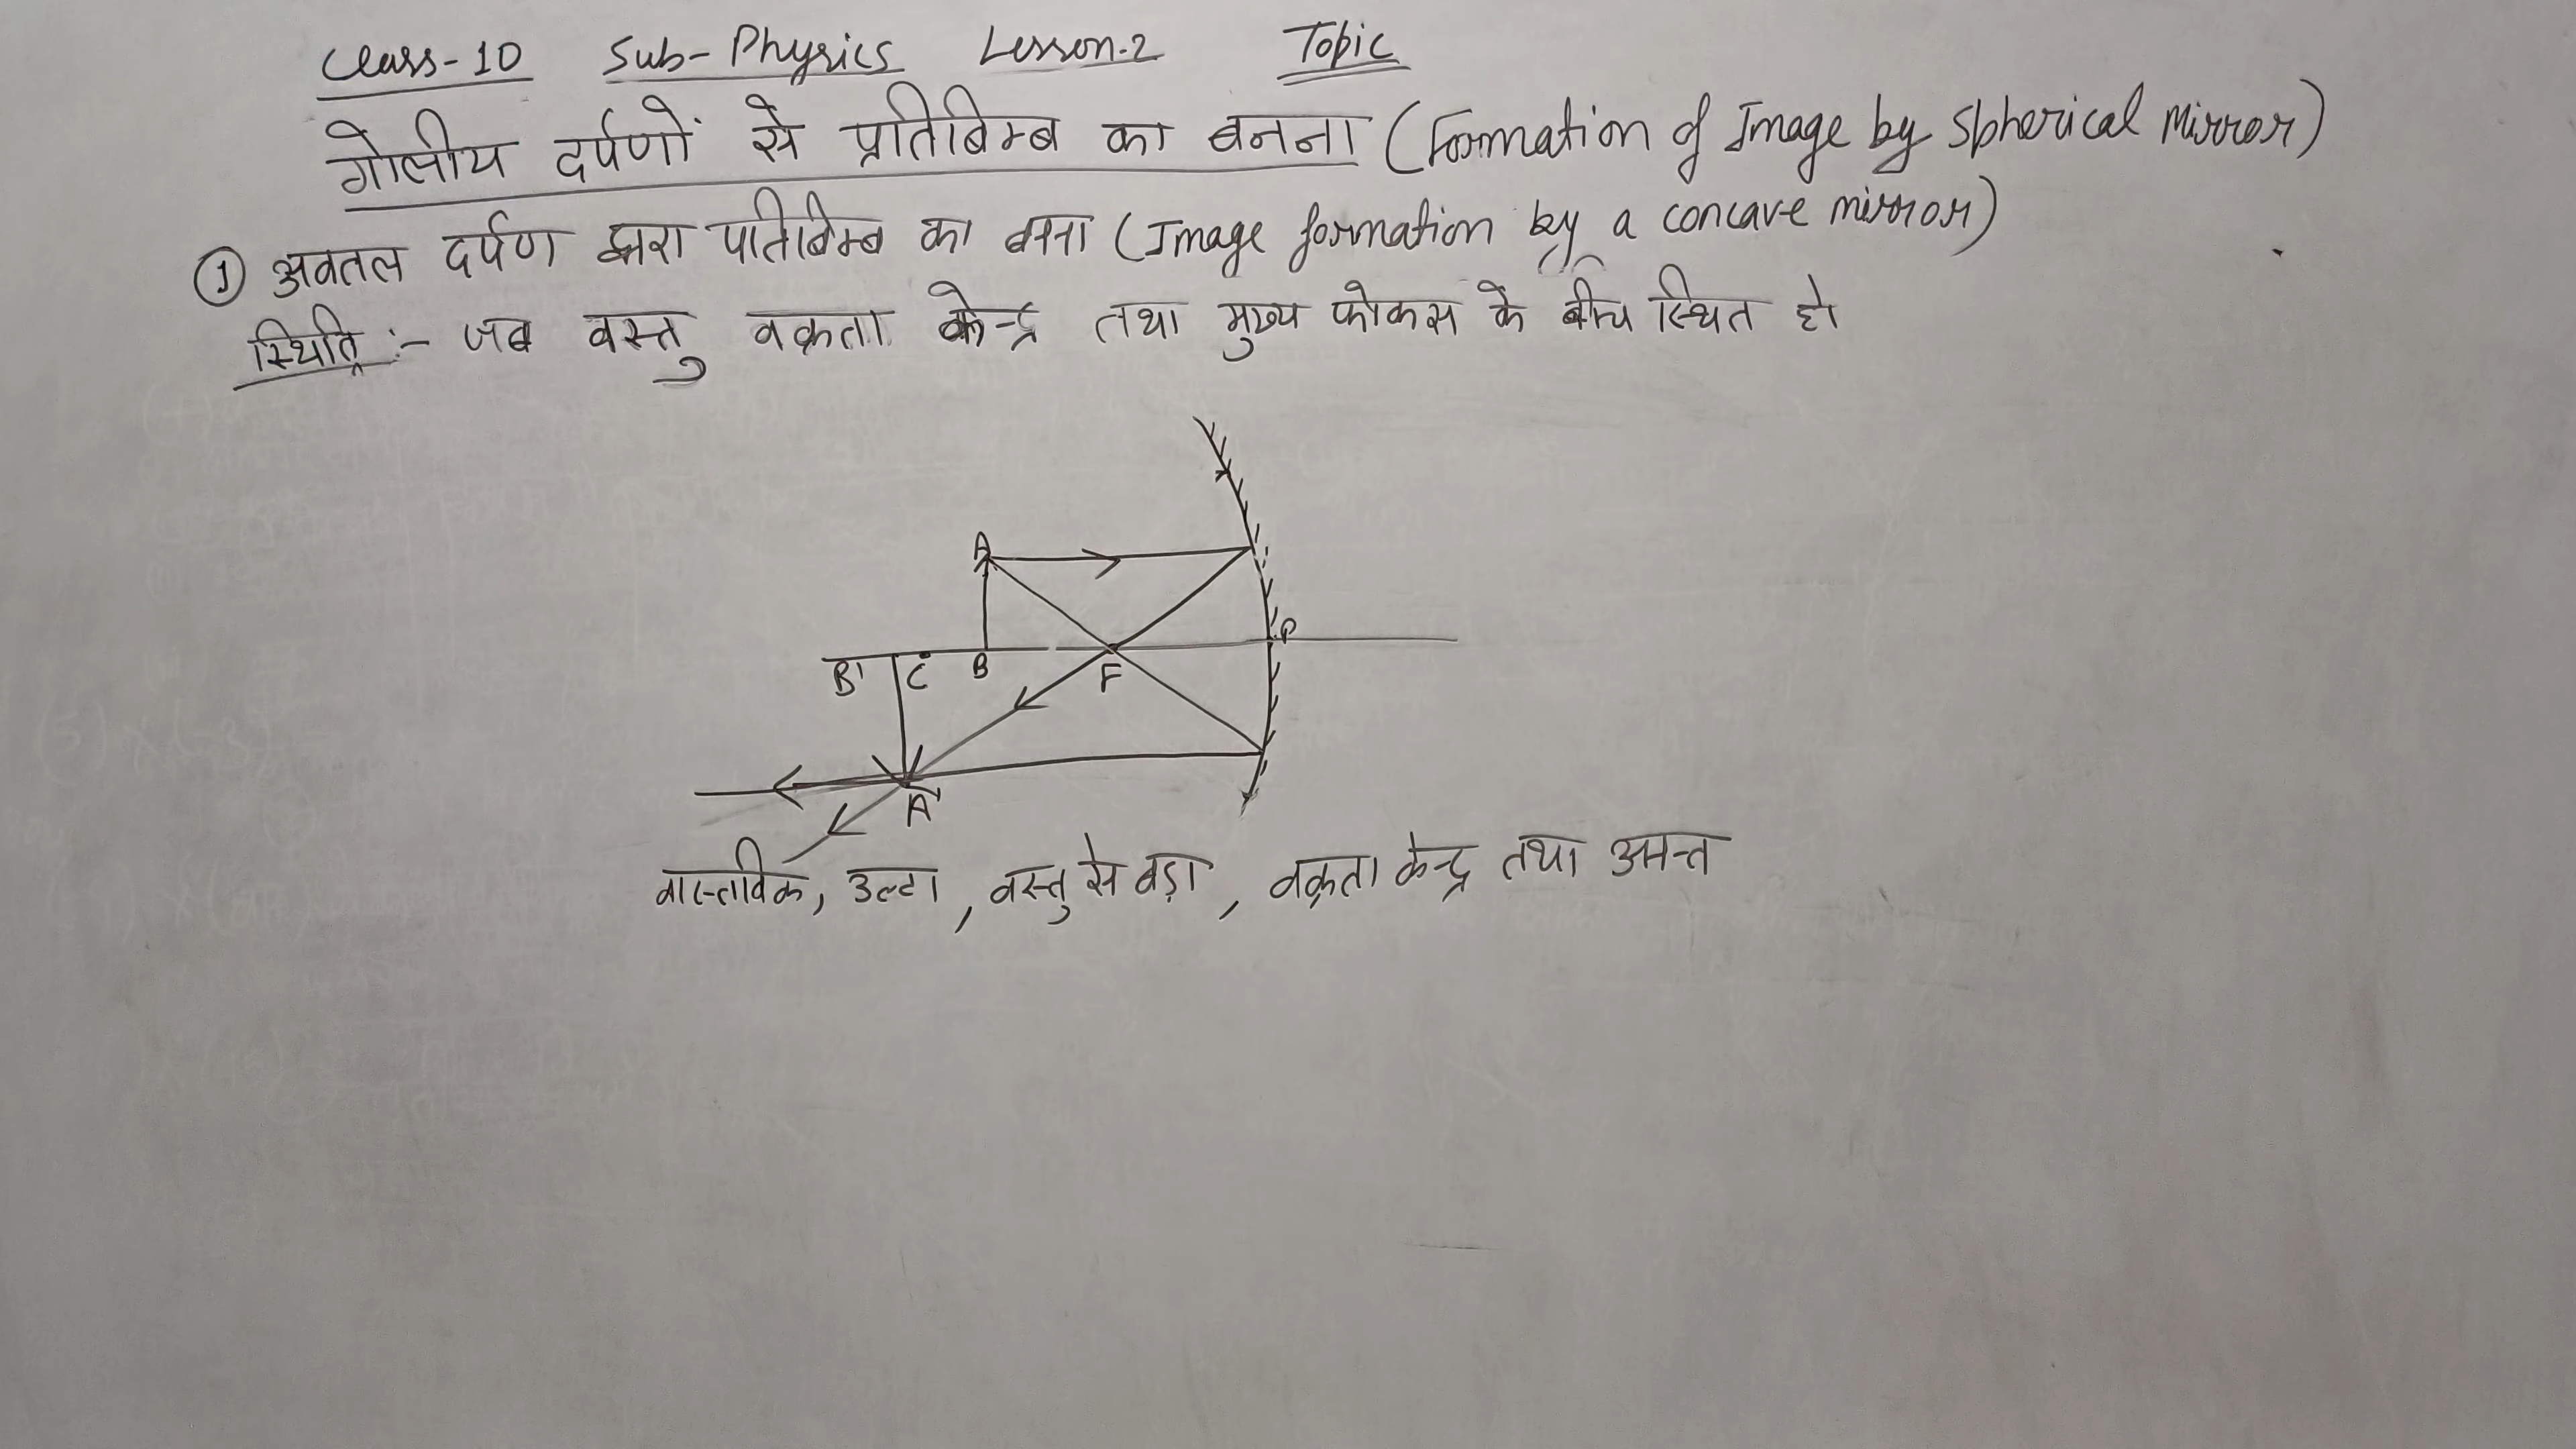 Class-10 Sub-Physics Lesson-2 Topic
गोलीय दर्पणों से प्रतिबिम्ब का बनना (Formation of Image by Spherical Mirror)
① अवतल दर्पण द्वारा पतिबिम्ब का बनना (Image formation by a concave mirror)
स्थिति :- जब वस्तु वक्रता केन्द्र तथा मुख्य फोकस के बीच स्थित हो
A
P
B' C B F
A'
वास्तविक, उल्टा, वस्तु से बड़ा, वक्रता केन्द्र तथा अनन्त